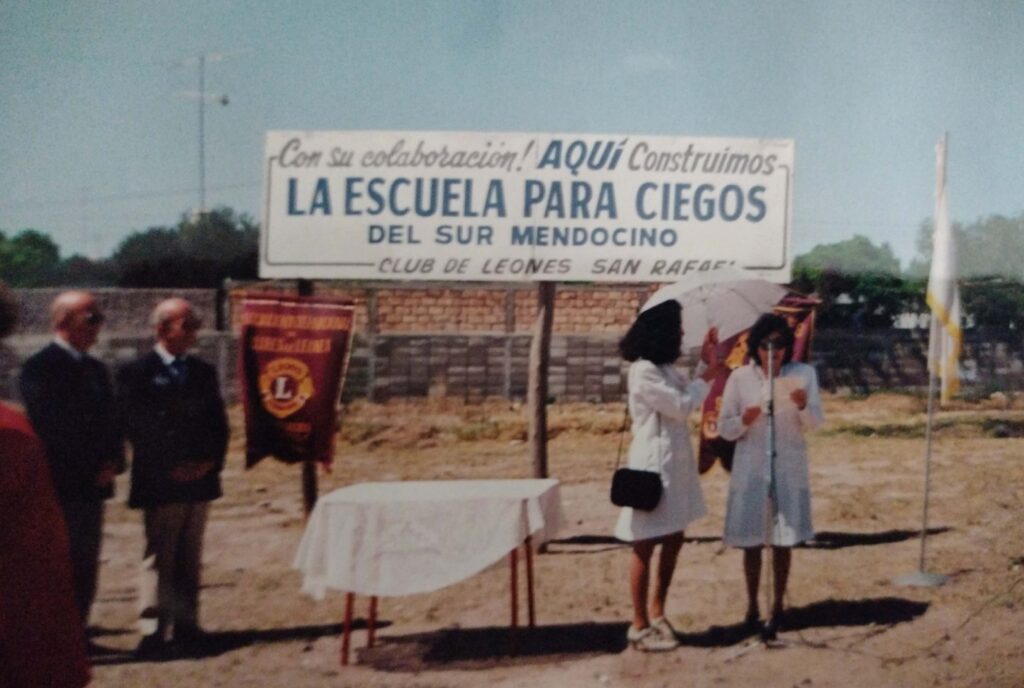 Con su colaboración! AQUÍ Construimos
LA ESCUELA PARA CIEGOS
DEL SUR MENDOCINO
CLUB DE LEONES SAN RAFAEL
L